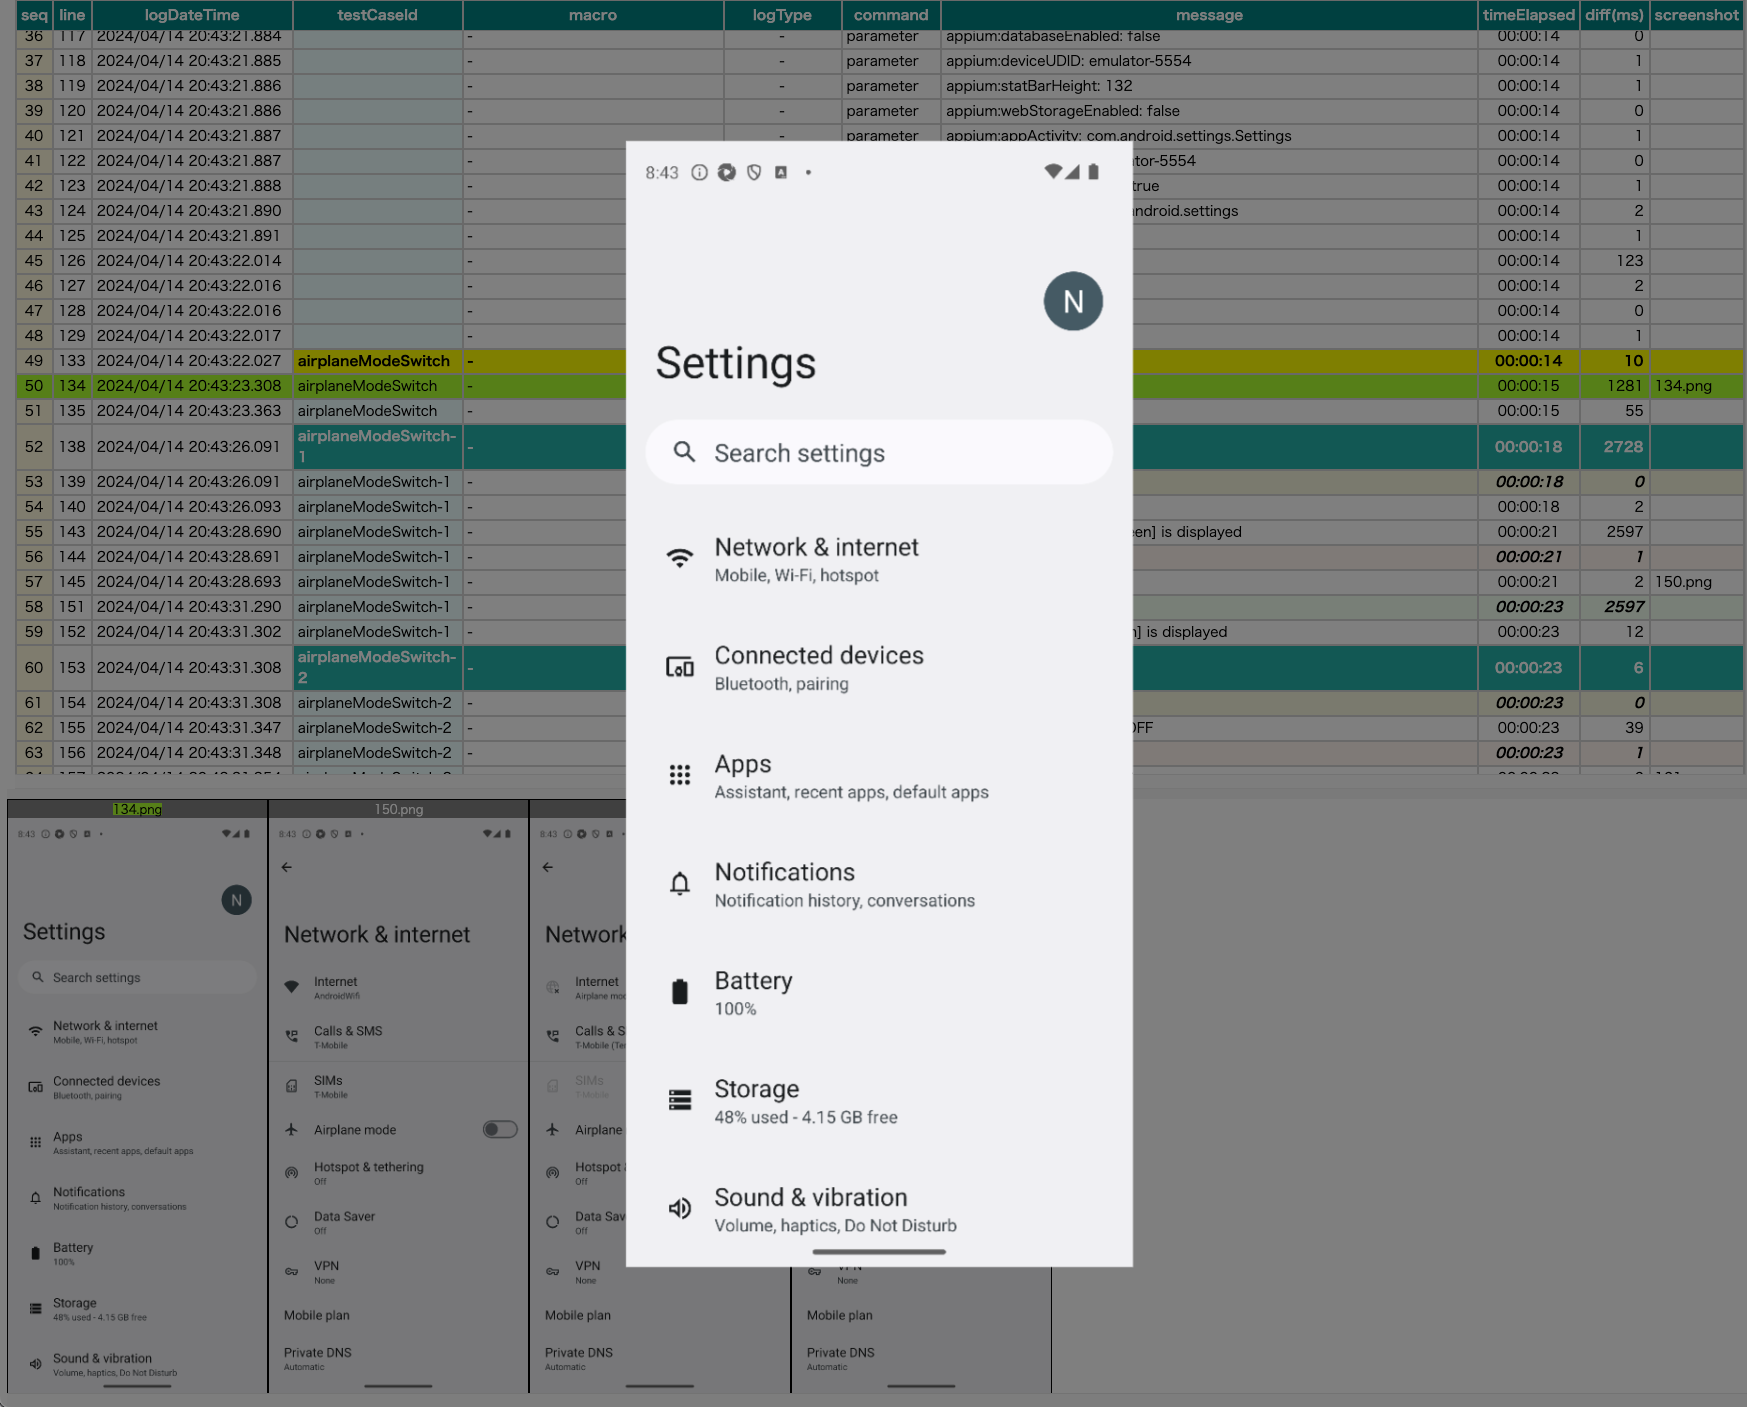 seq line logDateTime testCaseId macro logType command message timeElapsed diff(ms) screenshot
36 117 2024/04/14 20:43:21.884 - - parameter appium:databaseEnabled: false 00:00:14 0
37 118 2024/04/14 20:43:21.885 - - parameter appium:deviceUDID: emulator-5554 00:00:14 1
38 119 2024/04/14 20:43:21.886 - - parameter appium:statBarHeight: 132 00:00:14 1
39 120 2024/04/14 20:43:21.886 - - parameter appium:webStorageEnabled: false 00:00:14 0
40 121 2024/04/14 20:43:21.887 - - parameter appium:appActivity: com.android.settings.Settings 00:00:14 1
41 122 2024/04/14 20:43:21.887 - tor-5554 00:00:14 0
42 123 2024/04/14 20:43:21.888 - true 00:00:14 1
43 124 2024/04/14 20:43:21.890 - ndroid.settings 00:00:14 2
44 125 2024/04/14 20:43:21.891 - 00:00:14 1
45 126 2024/04/14 20:43:22.014 - 00:00:14 123
46 127 2024/04/14 20:43:22.016 - 00:00:14 2
47 128 2024/04/14 20:43:22.016 - 00:00:14 0
48 129 2024/04/14 20:43:22.017 - 00:00:14 1
49 133 2024/04/14 20:43:22.027 airplaneModeSwitch - 00:00:14 10
50 134 2024/04/14 20:43:23.308 airplaneModeSwitch - 00:00:15 1281 134.png
51 135 2024/04/14 20:43:23.363 airplaneModeSwitch - 00:00:15 55
52 138 2024/04/14 20:43:26.091 airplaneModeSwitch-1 - 00:00:18 2728
53 139 2024/04/14 20:43:26.091 airplaneModeSwitch-1 - 00:00:18 0
54 140 2024/04/14 20:43:26.093 airplaneModeSwitch-1 - 00:00:18 2
55 143 2024/04/14 20:43:28.690 airplaneModeSwitch-1 - en] is displayed 00:00:21 2597
56 144 2024/04/14 20:43:28.691 airplaneModeSwitch-1 - 00:00:21 1
57 145 2024/04/14 20:43:28.693 airplaneModeSwitch-1 - 00:00:21 2 150.png
58 151 2024/04/14 20:43:31.290 airplaneModeSwitch-1 - 00:00:23 2597
59 152 2024/04/14 20:43:31.302 airplaneModeSwitch-1 - ] is displayed 00:00:23 12
60 153 2024/04/14 20:43:31.308 airplaneModeSwitch-2 - 00:00:23 6
61 154 2024/04/14 20:43:31.308 airplaneModeSwitch-2 - 00:00:23 0
62 155 2024/04/14 20:43:31.347 airplaneModeSwitch-2 - OFF 00:00:23 39
63 156 2024/04/14 20:43:31.348 airplaneModeSwitch-2 - 00:00:23 1
8:43
N
Settings
Search settings
Network & internet
Mobile, Wi-Fi, hotspot
Connected devices
Bluetooth, pairing
Apps
Assistant, recent apps, default apps
Notifications
Notification history, conversations
Battery
100%
Storage
48% used - 4.15 GB free
Sound & vibration
Volume, haptics, Do Not Disturb
134.png
8:43
N
Settings
Search settings
Network & internet
Mobile, Wi-Fi, hotspot
Connected devices
Bluetooth, pairing
Apps
Assistant, recent apps, default apps
Notifications
Notification history, conversations
Battery
100%
Storage
48% used - 4.15 GB free
Sound & vibration
Volume, haptics, Do Not Disturb
150.png
8:43
Network & internet
Internet
AndroidWifi
Calls & SMS
T-Mobile
SIMs
T-Mobile
Airplane mode
Hotspot & tethering
Off
Data Saver
Off
VPN
None
Mobile plan
Private DNS
Automatic
8:43
Network
Internet
Airplane mo
Calls & S
T-Mobile (Te
SIMs
T-Mobile
Airplane
Hotspot &
Off
Data Sav
Off
VPN
None
Mobile plan
Private DNS
Automatic
VPN
None
Mobile plan
Private DNS
Automatic